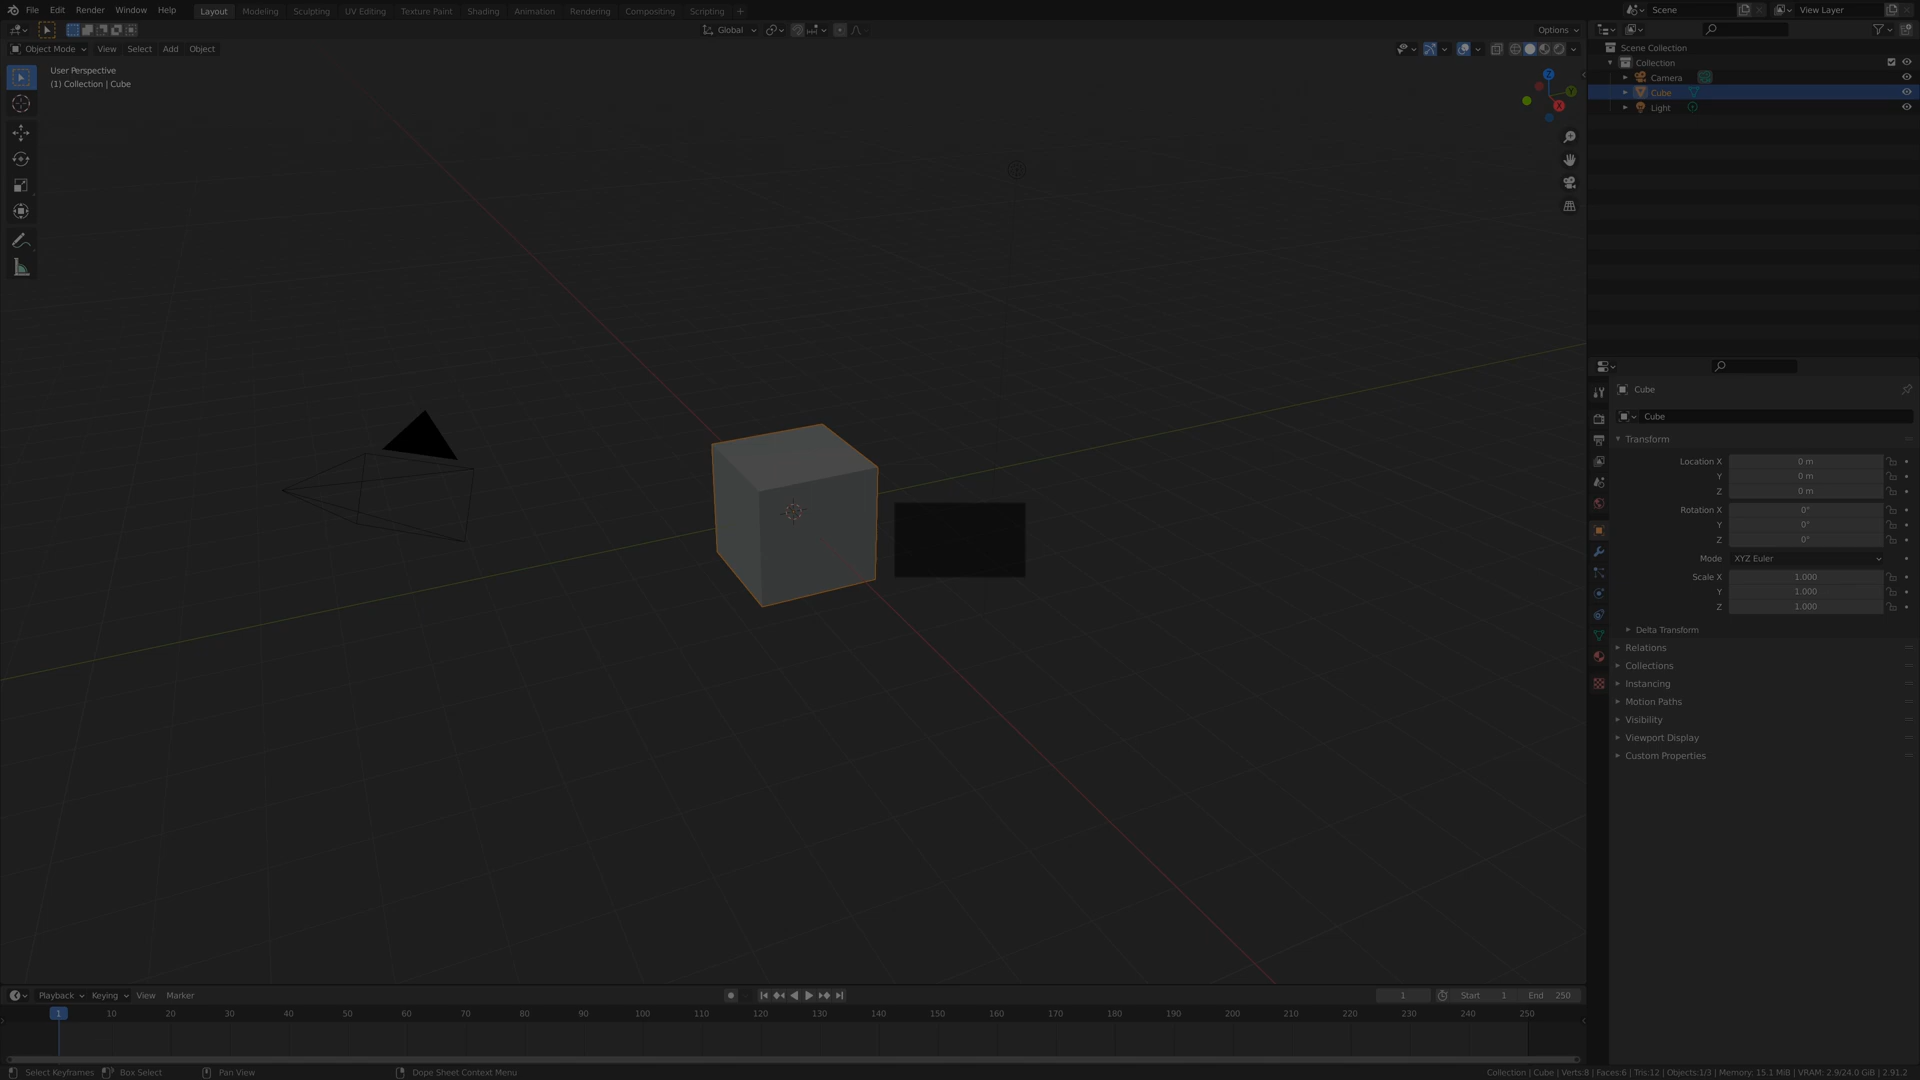 File Edit Render Window Help Layout Modeling Sculpting UV Editing Texture Paint Shading Animation Rendering Compositing Scripting + Scene View Layer
Global Options
Object Mode View Select Add Object
User Perspective
(1) Collection | Cube
Z
Y
X
Scene Collection
Collection
Camera
Cube
Light
Cube
Cube
Transform
Location X 0 m
Y 0 m
Z 0 m
Rotation X 0°
Y 0°
Z 0°
Mode XYZ Euler
Scale X 1.000
Y 1.000
Z 1.000
Delta Transform
Relations
Collections
Instancing
Motion Paths
Visibility
Viewport Display
Custom Properties
Playback Keying View Marker 1 Start 1 End 250
1 10 20 30 40 50 60 70 80 90 100 110 120 130 140 150 160 170 180 190 200 210 220 230 240 250
Select Keyframes Box Select Pan View Dope Sheet Context Menu Collection | Cube | Verts:8 | Faces:6 | Tris:12 | Objects:1/3 | Memory: 15.1 MiB | VRAM: 2.9/24.0 GiB | 2.91.2